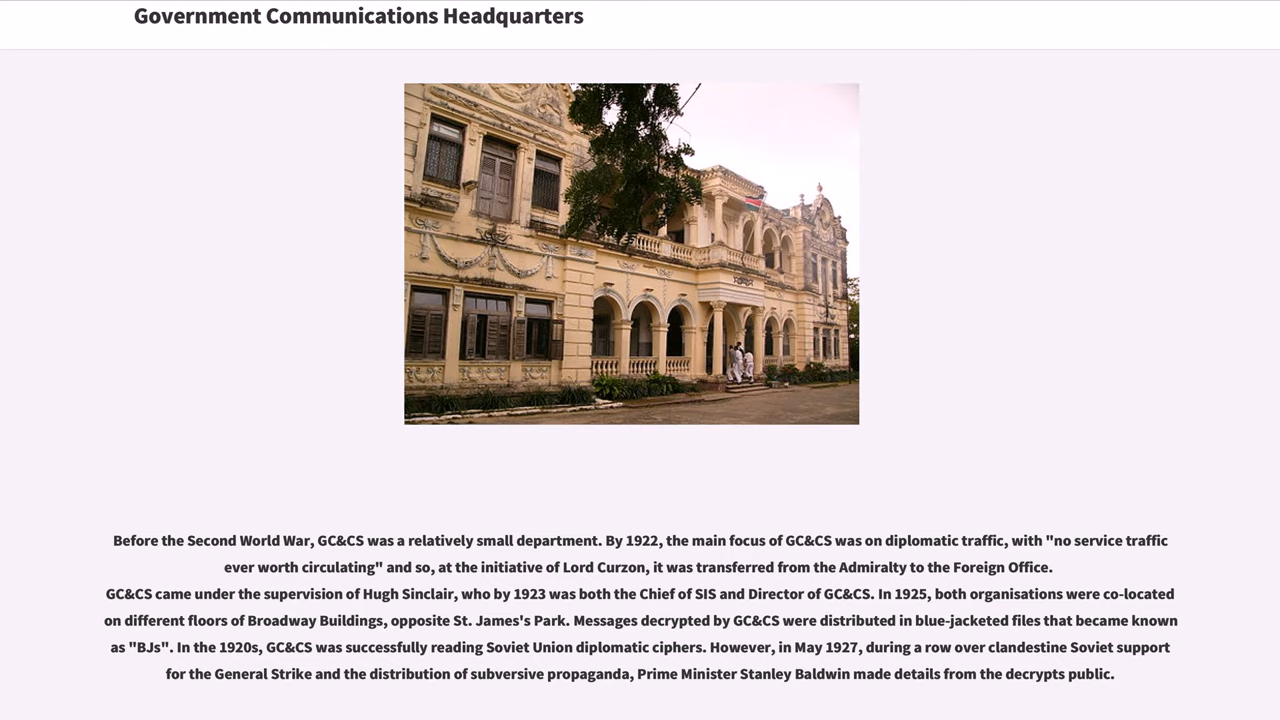 Government Communications Headquarters
Before the Second World War, GC&CS was a relatively small department. By 1922, the main focus of GC&CS was on diplomatic traffic, with "no service traffic
ever worth circulating" and so, at the initiative of Lord Curzon, it was transferred from the Admiralty to the Foreign Office.
GC&CS came under the supervision of Hugh Sinclair, who by 1923 was both the Chief of SIS and Director of GC&CS. In 1925, both organisations were co-located
on different floors of Broadway Buildings, opposite St. James's Park. Messages decrypted by GC&CS were distributed in blue-jacketed files that became known
as "BJs". In the 1920s, GC&CS was successfully reading Soviet Union diplomatic ciphers. However, in May 1927, during a row over clandestine Soviet support
for the General Strike and the distribution of subversive propaganda, Prime Minister Stanley Baldwin made details from the decrypts public.